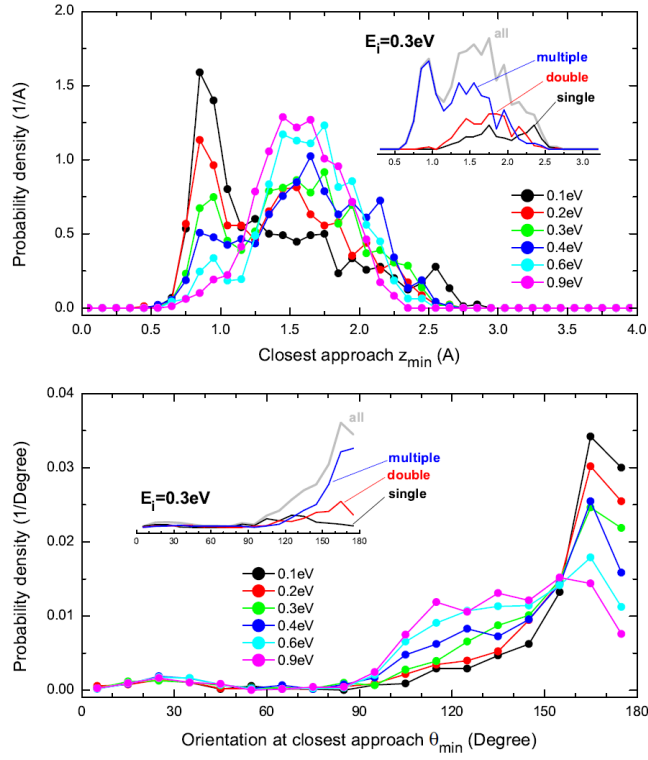 2.0
1.5
1.0
0.5
0.0
Probability density (1/A)
E_i=0.3eV
all
multiple
double
single
0.5 1.0 1.5 2.0 2.5 3.0
0.1eV
0.2eV
0.3eV
0.4eV
0.6eV
0.9eV
0.0 0.5 1.0 1.5 2.0 2.5 3.0 3.5 4.0
Closest approach z_min (A)
0.04
0.03
0.02
0.01
0.00
Probability density (1/Degree)
E_i=0.3eV
all
multiple
double
single
0 30 60 90 120 150 180
0.1eV
0.2eV
0.3eV
0.4eV
0.6eV
0.9eV
0 30 60 90 120 150 180
Orientation at closest approach θ_min (Degree)